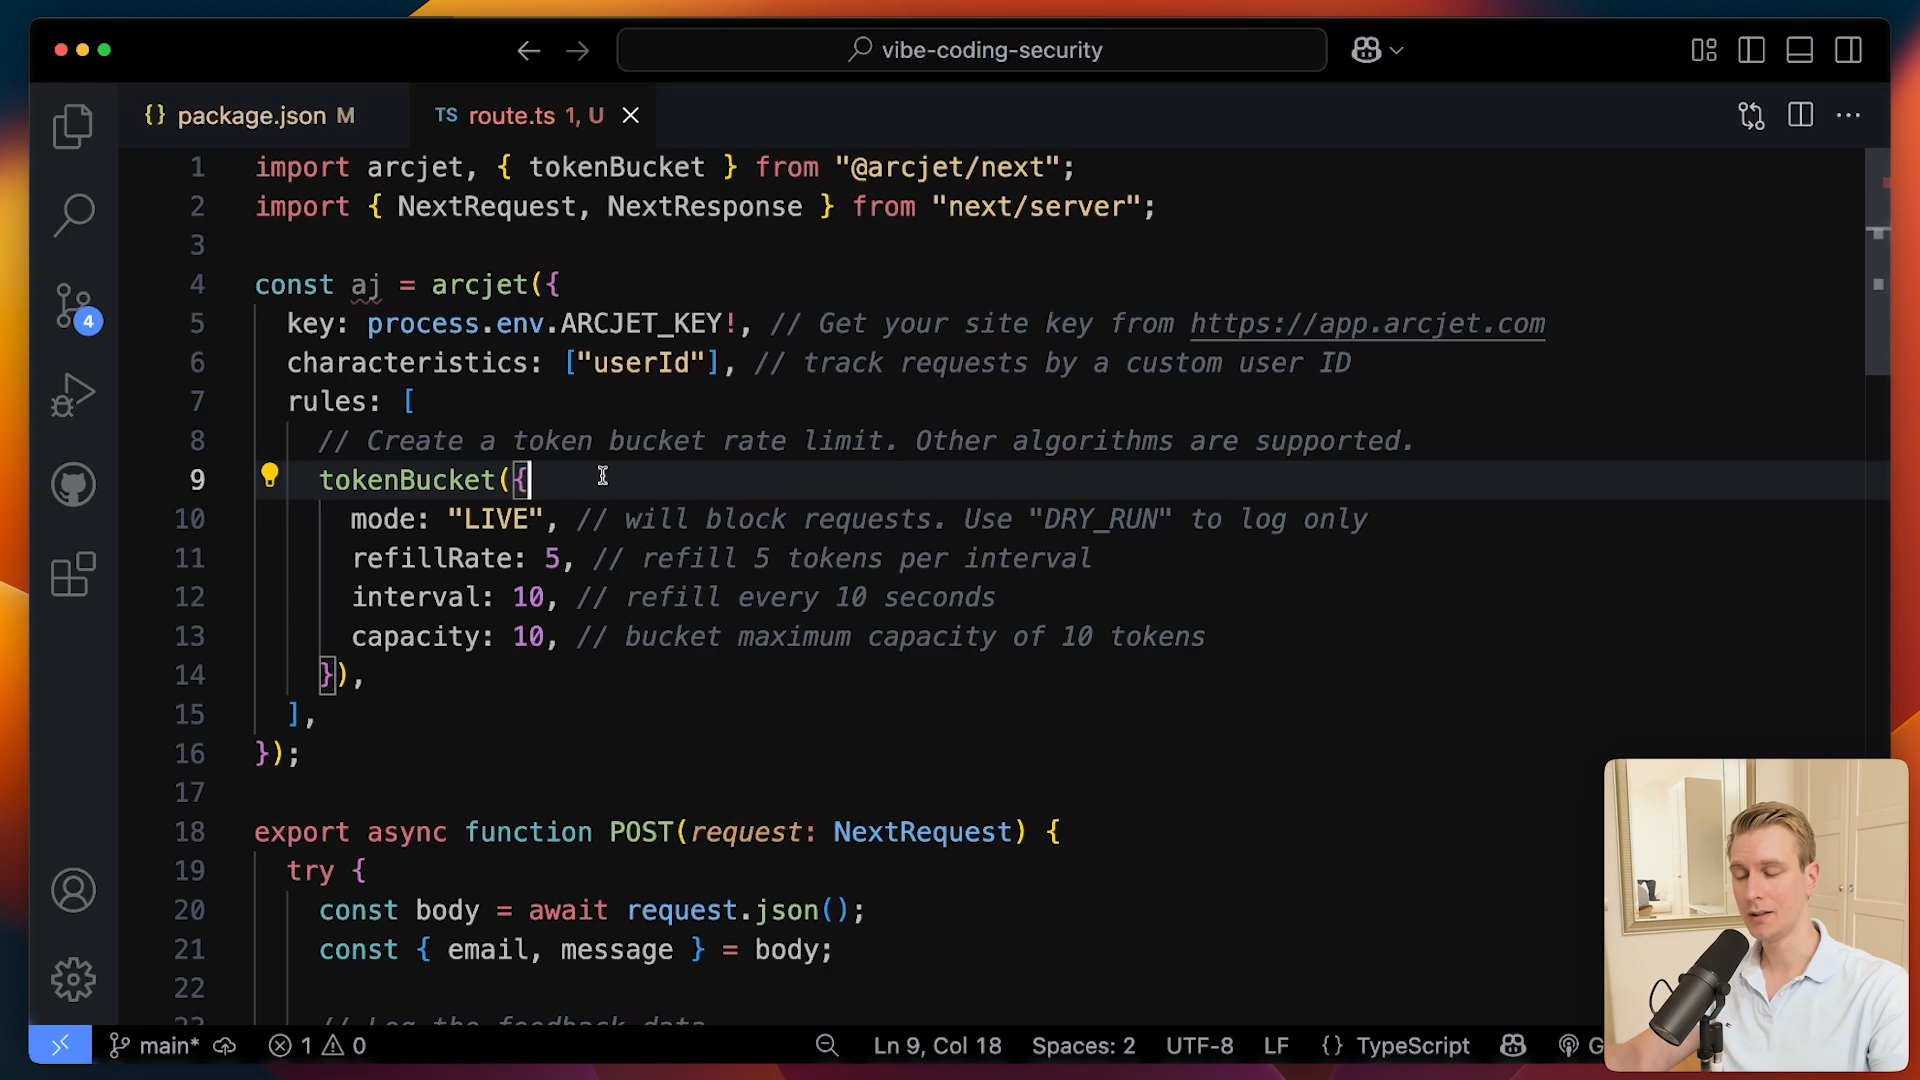 vibe-coding-security
{} package.json M
TS route.ts 1, U
1 import arcjet, { tokenBucket } from "@arcjet/next";
2 import { NextRequest, NextResponse } from "next/server";
3
4 const aj = arcjet({
5 key: process.env.ARCJET_KEY!, // Get your site key from https://app.arcjet.com
6 characteristics: ["userId"], // track requests by a custom user ID
7 rules: [
8 // Create a token bucket rate limit. Other algorithms are supported.
9 tokenBucket({
10 mode: "LIVE", // will block requests. Use "DRY_RUN" to log only
11 refillRate: 5, // refill 5 tokens per interval
12 interval: 10, // refill every 10 seconds
13 capacity: 10, // bucket maximum capacity of 10 tokens
14 }),
15 ],
16 });
17
18 export async function POST(request: NextRequest) {
19 try {
20 const body = await request.json();
21 const { email, message } = body;
22
23 // Log the feedback data
4
main* 1 0 Ln 9, Col 18 Spaces: 2 UTF-8 LF {} TypeScript G